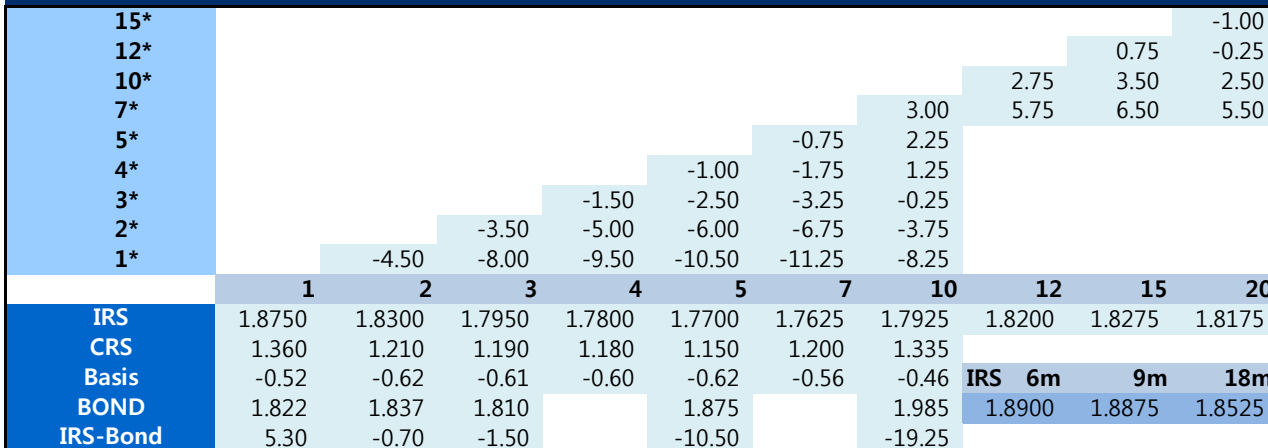 15* -1.00
12* 0.75 -0.25
10* 2.75 3.50 2.50
7* 3.00 5.75 6.50 5.50
5* -0.75 2.25
4* -1.00 -1.75 1.25
3* -1.50 -2.50 -3.25 -0.25
2* -3.50 -5.00 -6.00 -6.75 -3.75
1* -4.50 -8.00 -9.50 -10.50 -11.25 -8.25
1 2 3 4 5 7 10 12 15 20
IRS 1.8750 1.8300 1.7950 1.7800 1.7700 1.7625 1.7925 1.8200 1.8275 1.8175
CRS 1.360 1.210 1.190 1.180 1.150 1.200 1.335
Basis -0.52 -0.62 -0.61 -0.60 -0.62 -0.56 -0.46 IRS 6m 9m 18m
BOND 1.822 1.837 1.810 1.875 1.985 1.8900 1.8875 1.8525
IRS-Bond 5.30 -0.70 -1.50 -10.50 -19.25